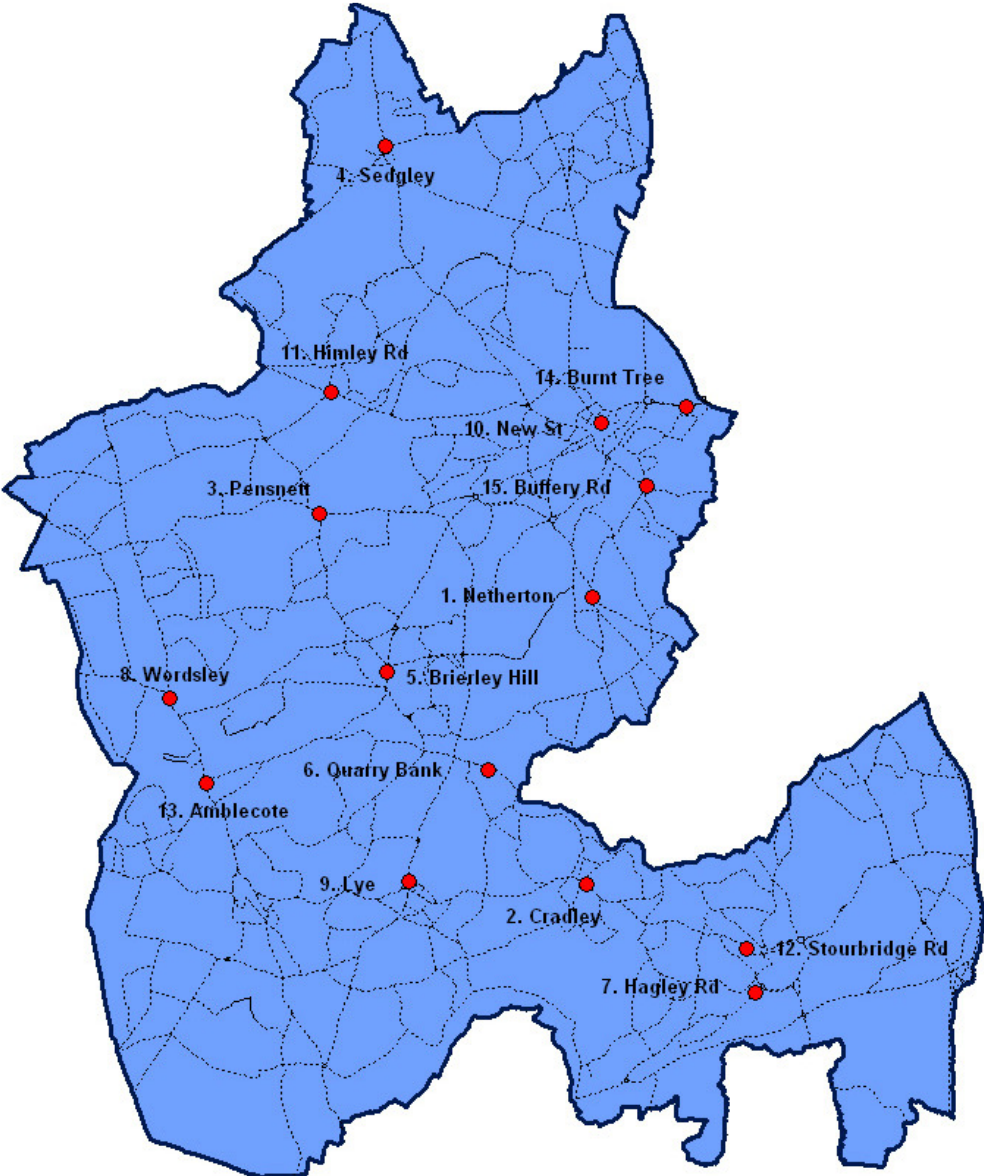 4. Sedgley
11. Himley Rd
14. Burnt Tree
10. New St
3. Pensnett
15. Buffery Rd
1. Netherton
8. Wordsley
5. Brierley Hill
6. Quarry Bank
13. Amblecote
9. Lye
2. Cradley
12. Stourbridge Rd
7. Hagley Rd